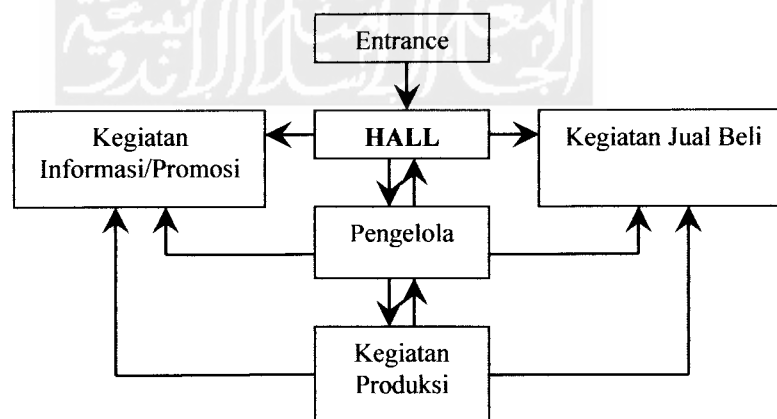 Entrance
Kegiatan
Informasi/Promosi
HALL
Kegiatan Jual Beli
Pengelola
Kegiatan
Produksi